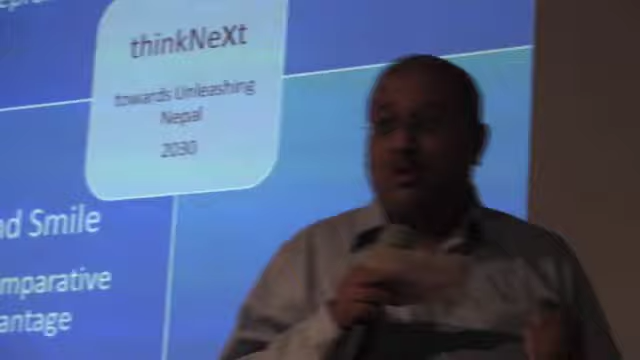 thinkNeXt
towards Unleashing
Nepal
2030
nd Smile
mparative
antage